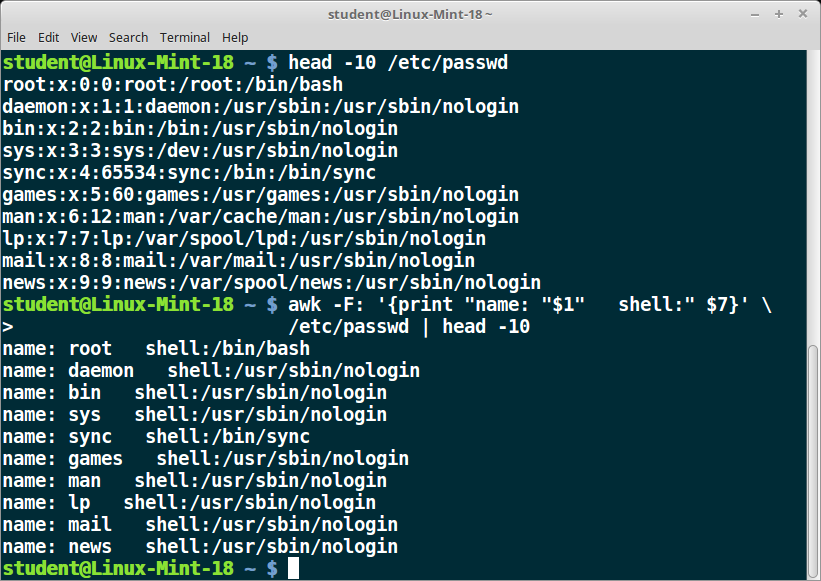 student@Linux-Mint-18 ~
File Edit View Search Terminal Help
student@Linux-Mint-18 ~ $ head -10 /etc/passwd
root:x:0:0:root:/root:/bin/bash
daemon:x:1:1:daemon:/usr/sbin:/usr/sbin/nologin
bin:x:2:2:bin:/bin:/usr/sbin/nologin
sys:x:3:3:sys:/dev:/usr/sbin/nologin
sync:x:4:65534:sync:/bin:/bin/sync
games:x:5:60:games:/usr/games:/usr/sbin/nologin
man:x:6:12:man:/var/cache/man:/usr/sbin/nologin
lp:x:7:7:lp:/var/spool/lpd:/usr/sbin/nologin
mail:x:8:8:mail:/var/mail:/usr/sbin/nologin
news:x:9:9:news:/var/spool/news:/usr/sbin/nologin
student@Linux-Mint-18 ~ $ awk -F: '{print "name: "$1"   shell:" $7}' \
>                         /etc/passwd | head -10
name: root   shell:/bin/bash
name: daemon   shell:/usr/sbin/nologin
name: bin   shell:/usr/sbin/nologin
name: sys   shell:/usr/sbin/nologin
name: sync   shell:/bin/sync
name: games   shell:/usr/sbin/nologin
name: man   shell:/usr/sbin/nologin
name: lp   shell:/usr/sbin/nologin
name: mail   shell:/usr/sbin/nologin
name: news   shell:/usr/sbin/nologin
student@Linux-Mint-18 ~ $